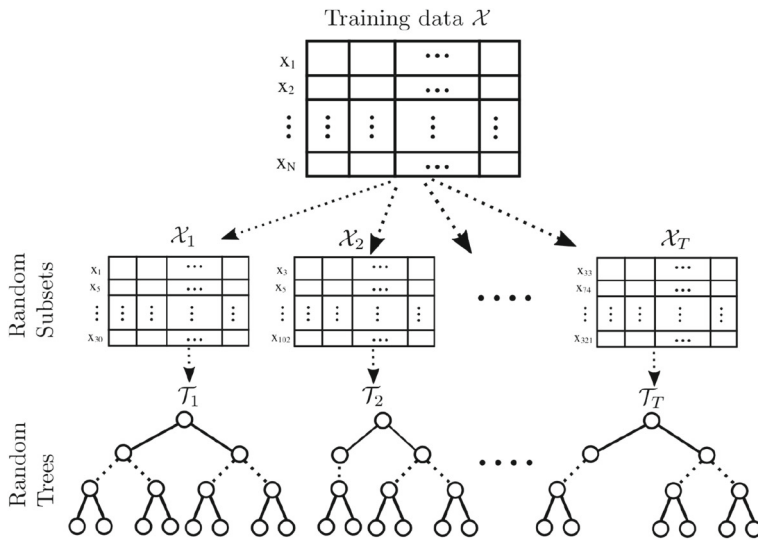 Training data 𝒳
x₁
x₂
x_N
Random Subsets
𝒳₁
𝒳₂
𝒳_T
x₁
x₅
x₃₀
x₃
x₅
x₁₀₂
x₃₃
x₇₄
x₃₂₁
Random Trees
𝒯₁
𝒯₂
𝒯_T